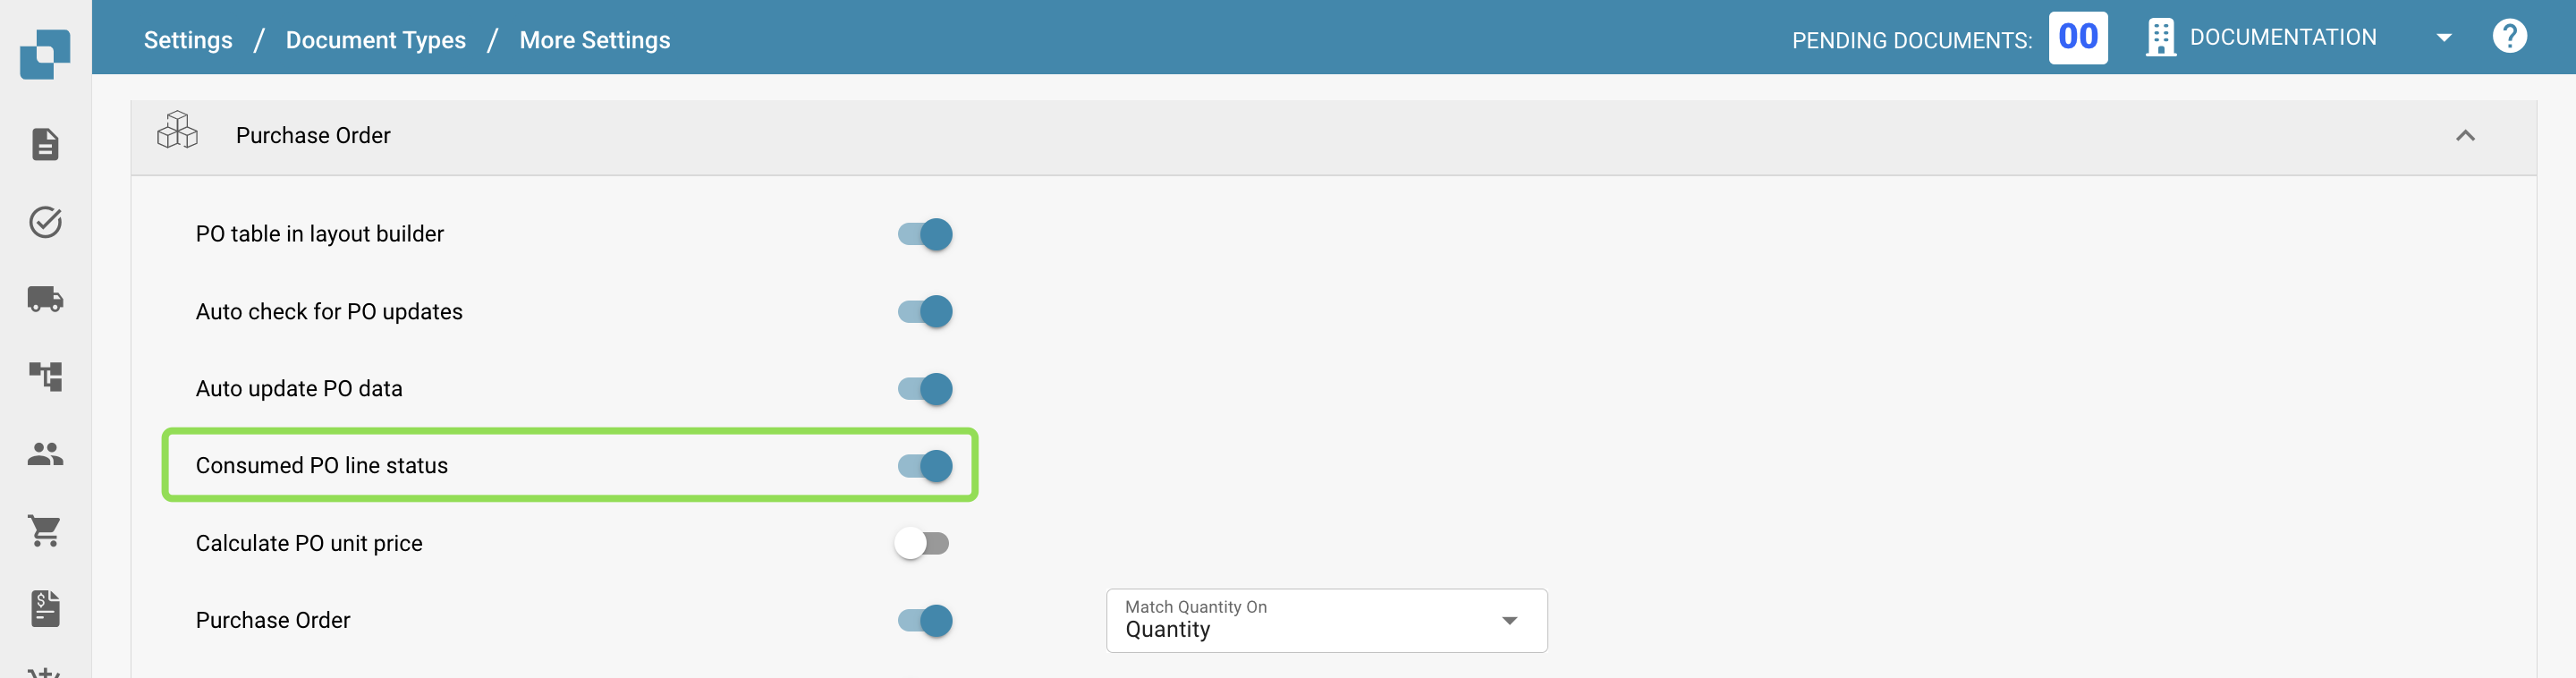 Settings / Document Types / More Settings
PENDING DOCUMENTS: 00 DOCUMENTATION ?
Purchase Order
PO table in layout builder
Auto check for PO updates
Auto update PO data
Consumed PO line status
Calculate PO unit price
Purchase Order
Match Quantity On
Quantity